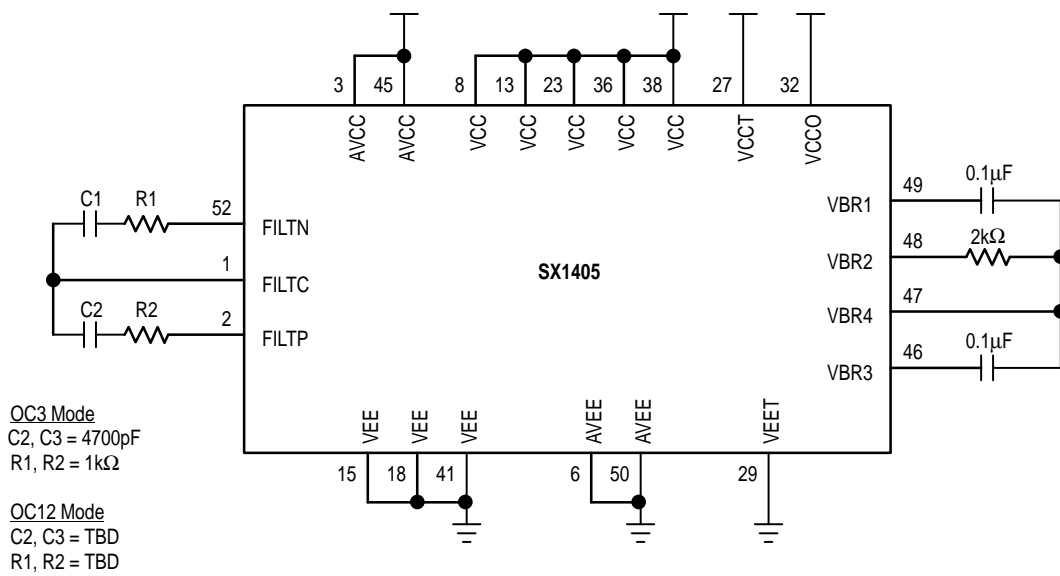 3 45 8 13 23 36 38 27 32
AVCC AVCC VCC VCC VCC VCC VCC VCCT VCCO
C1 R1 52 FILTN
1 FILTC
C2 R2 2 FILTP
SX1405
VBR1 49 0.1μF
VBR2 48 2kΩ
VBR4 47
VBR3 46 0.1μF
VEE VEE VEE AVEE AVEE VEET
15 18 41 6 50 29
OC3 Mode
C2, C3 = 4700pF
R1, R2 = 1kΩ
OC12 Mode
C2, C3 = TBD
R1, R2 = TBD